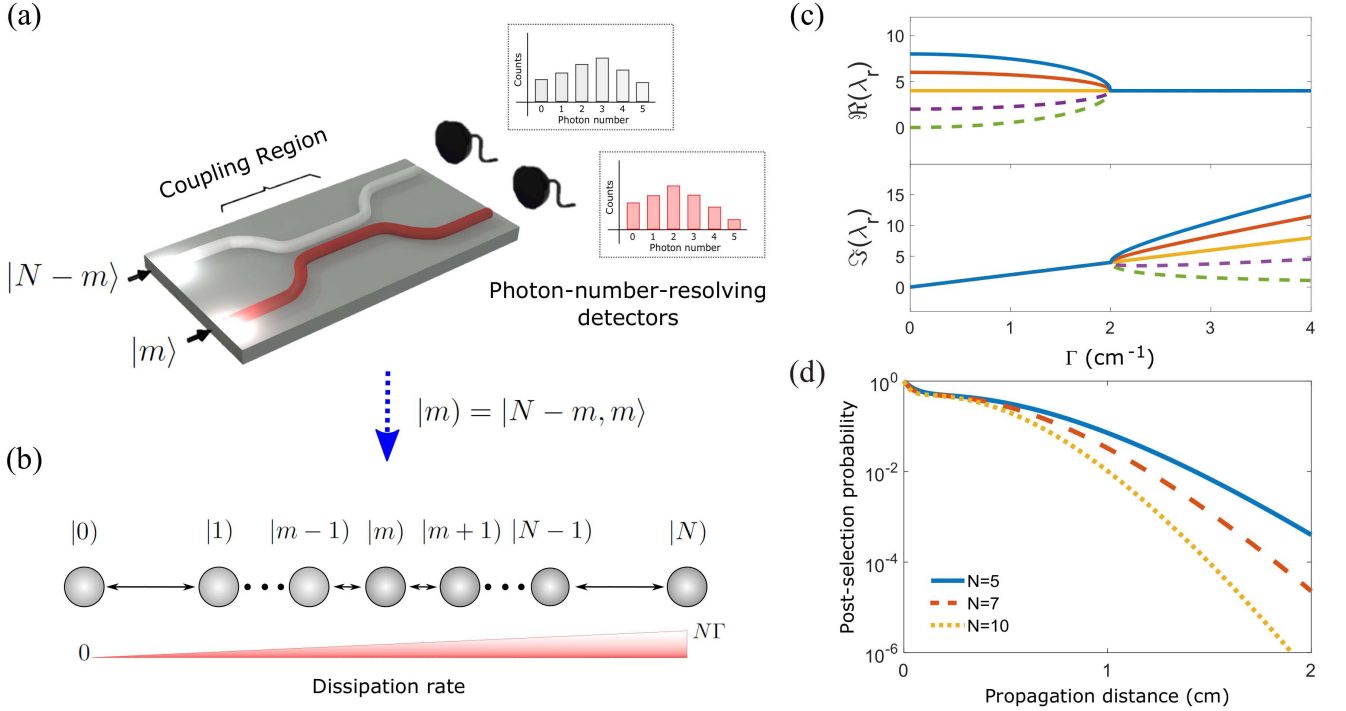 (a)
Counts
0 1 2 3 4 5
Photon number
Counts
0 1 2 3 4 5
Photon number
Coupling Region
|N − m⟩
|m⟩
Photon-number-resolving
detectors
|m) = |N − m, m⟩
(b)
|0) |1) |m − 1) |m) |m + 1) |N − 1) |N)
0
NΓ
Dissipation rate
(c)
ℜ(λ_r)
10
5
0
ℑ(λ_r)
15
10
5
0
0 1 2 3 4
Γ (cm⁻¹)
(d)
Post-selection probability
10⁰
10⁻²
10⁻⁴
10⁻⁶
N=5
N=7
N=10
0 1 2
Propagation distance (cm)